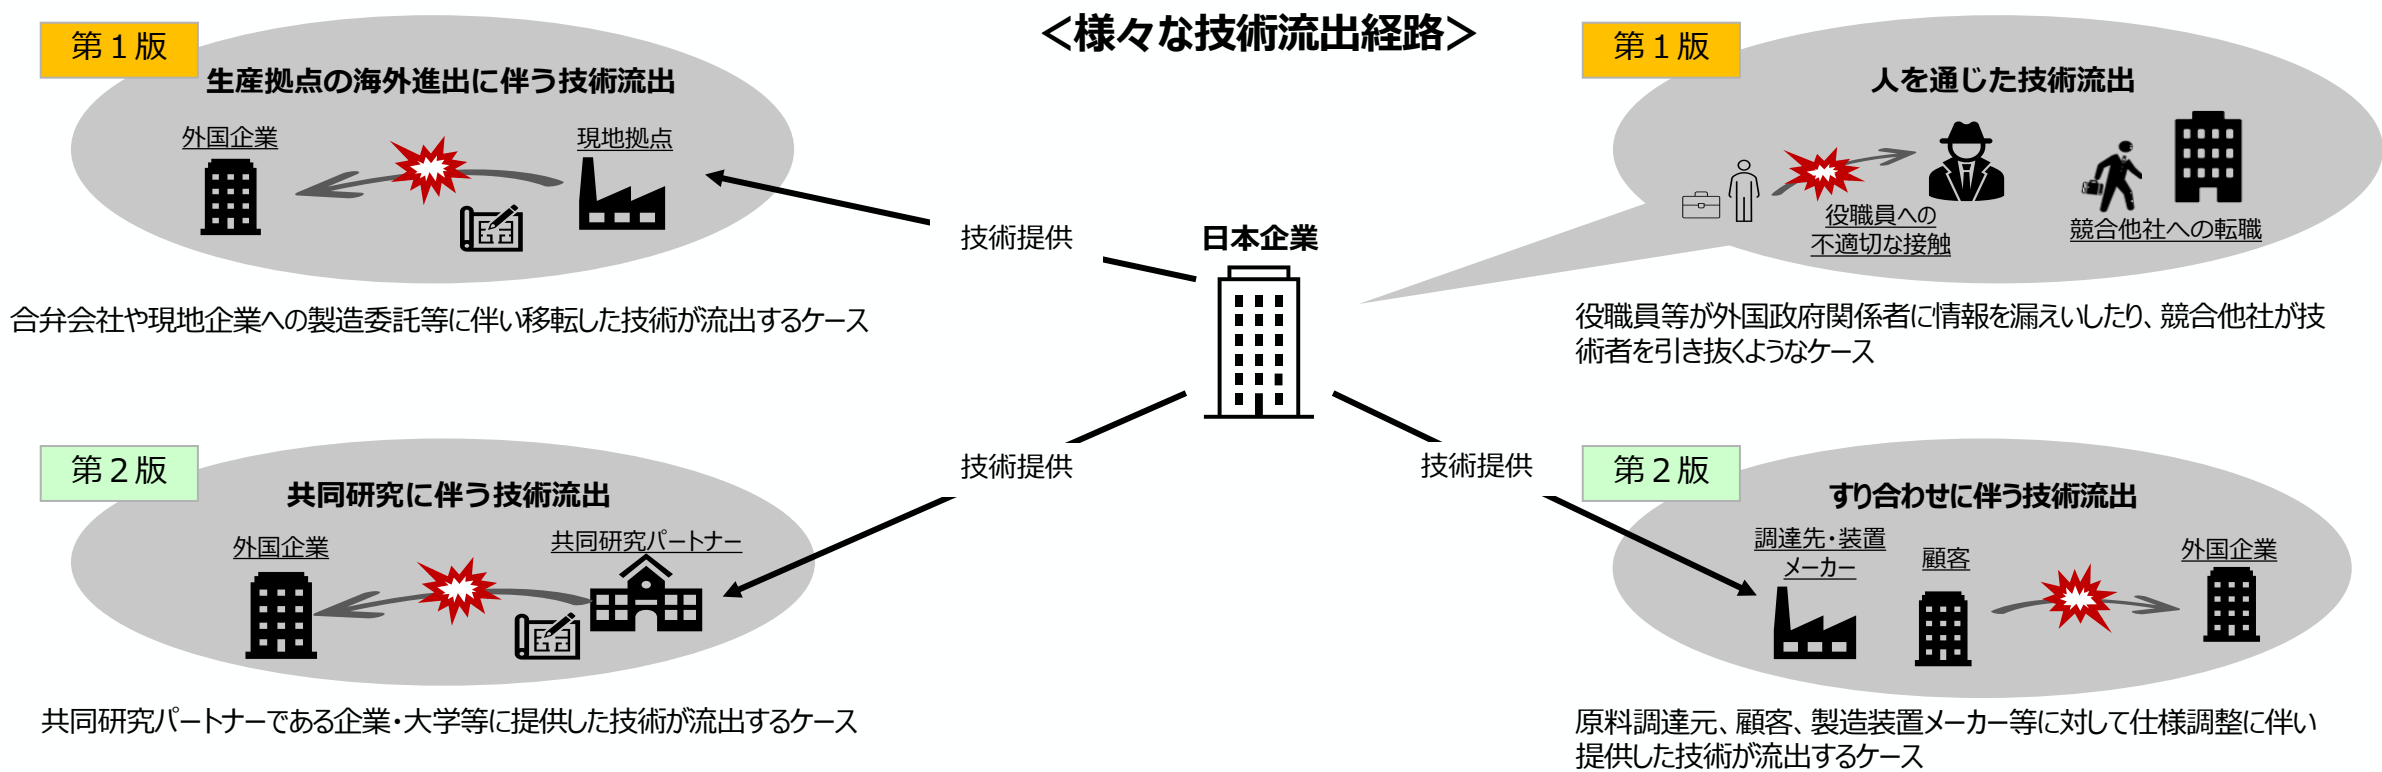 ＜様々な技術流出経路＞
第１版
生産拠点の海外進出に伴う技術流出
外国企業
現地拠点
合弁会社や現地企業への製造委託等に伴い移転した技術が流出するケース
技術提供
日本企業
第１版
人を通じた技術流出
役職員への
不適切な接触
競合他社への転職
役職員等が外国政府関係者に情報を漏えいしたり、競合他社が技
術者を引き抜くようなケース
第２版
共同研究に伴う技術流出
外国企業
共同研究パートナー
共同研究パートナーである企業・大学等に提供した技術が流出するケース
技術提供
技術提供
第２版
すり合わせに伴う技術流出
調達先・装置
メーカー
顧客
外国企業
原料調達元、顧客、製造装置メーカー等に対して仕様調整に伴い
提供した技術が流出するケース